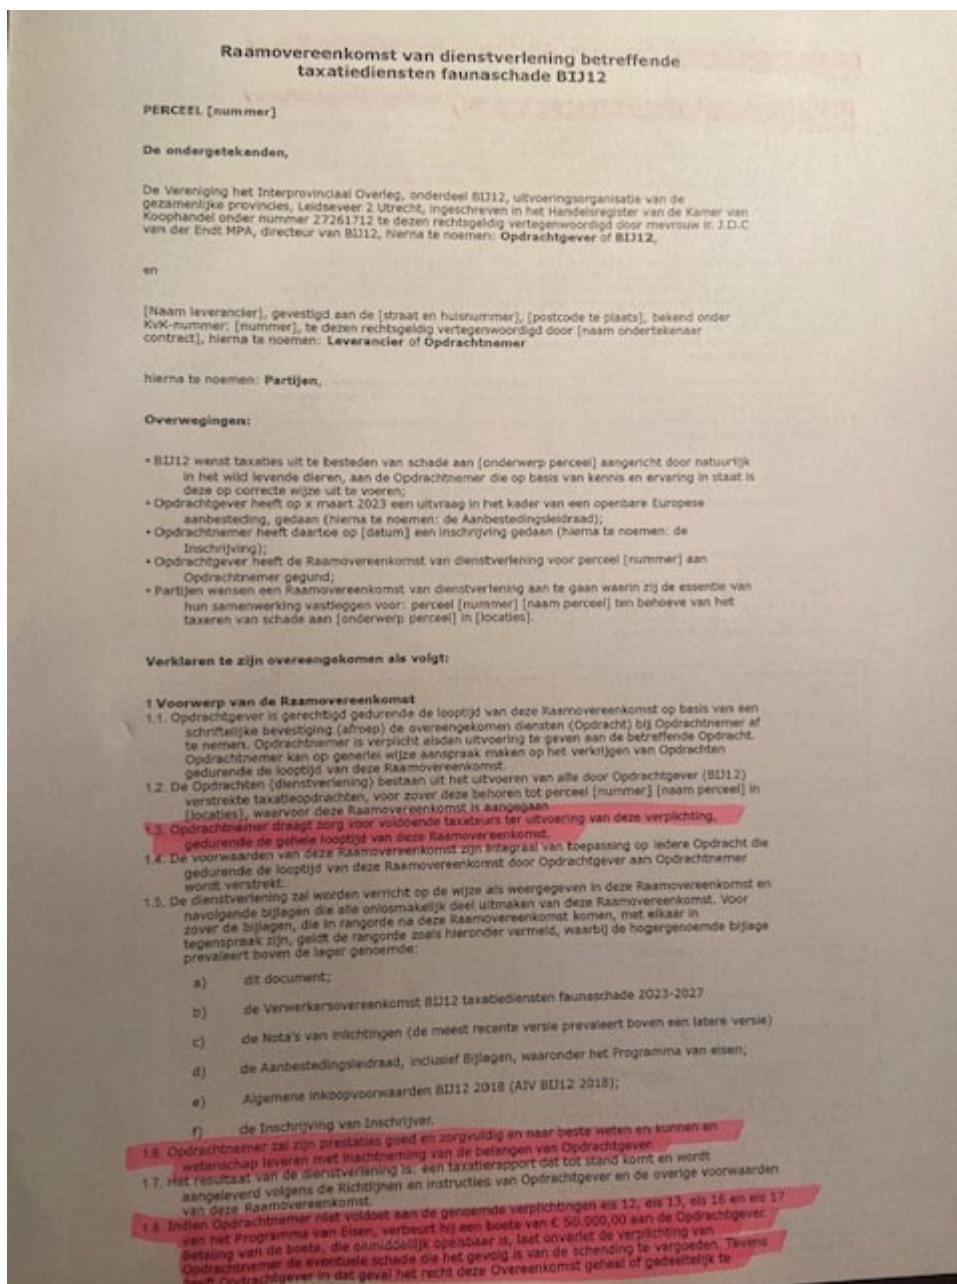 Raamovereenkomst van dienstverlening betreffende
taxatiediensten faunaschade BIJ12
PERCEEL [nummer]
De ondergetekenden,
De Vereniging het Interprovinciaal Overleg, onderdeel BIJ12, uitvoeringsorganisatie van de
gezamenlijke provincies, Leidseveer 2 Utrecht, ingeschreven in het Handelsregister van de Kamer van
Koophandel onder nummer 27261712 te dezen rechtsgeldig vertegenwoordigd door mevrouw ir. J.D.C
van der Endt MPA, directeur van BIJ12, hierna te noemen: Opdrachtgever of BIJ12,
en
[Naam leverancier], gevestigd aan de [straat en huisnummer], [postcode te plaats], bekend onder
KvK-nummer: [nummer], te dezen rechtsgeldig vertegenwoordigd door [naam ondertekenaar
contract], hierna te noemen: Leverancier of Opdrachtnemer
hierna te noemen: Partijen,
Overwegingen:
• BIJ12 wenst taxaties uit te besteden van schade aan [onderwerp perceel] aangericht door natuurlijk
in het wild levende dieren, aan de Opdrachtnemer die op basis van kennis en ervaring in staat is
deze op correcte wijze uit te voeren;
• Opdrachtgever heeft op x maart 2023 een uitvraag in het kader van een openbare Europese
aanbesteding, gedaan (hierna te noemen: de Aanbestedingsleidraad);
• Opdrachtnemer heeft daartoe op [datum] een inschrijving gedaan (hierna te noemen: de
Inschrijving);
• Opdrachtgever heeft de Raamovereenkomst van dienstverlening voor perceel [nummer] aan
Opdrachtnemer gegund;
• Partijen wensen een Raamovereenkomst van dienstverlening aan te gaan waarin zij de essentie van
hun samenwerking vastleggen voor: perceel [nummer] [naam perceel] ten behoeve van het
taxeren van schade aan [onderwerp perceel] in [locaties].
Verklaren te zijn overeengekomen als volgt:
1 Voorwerp van de Raamovereenkomst
1.1. Opdrachtgever is gerechtigd gedurende de looptijd van deze Raamovereenkomst op basis van een
schriftelijke bevestiging (afroep) de overeengekomen diensten (Opdracht) bij Opdrachtnemer af
te nemen. Opdrachtnemer is verplicht alsdan uitvoering te geven aan de betreffende Opdracht.
Opdrachtnemer kan op generlei wijze aanspraak maken op het verkrijgen van Opdrachten
gedurende de looptijd van deze Raamovereenkomst.
1.2. De Opdrachten (dienstverlening) bestaan uit het uitvoeren van alle door Opdrachtgever (BIJ12)
verstrekte taxatieopdrachten, voor zover deze behoren tot perceel [nummer] [naam perceel] in
[locaties], waarvoor deze Raamovereenkomst is aangegaan
1.3. Opdrachtnemer draagt zorg voor voldoende taxateurs ter uitvoering van deze verplichting,
gedurende de gehele looptijd van deze Raamovereenkomst.
1.4. De voorwaarden van deze Raamovereenkomst zijn integraal van toepassing op iedere Opdracht die
gedurende de looptijd van deze Raamovereenkomst door Opdrachtgever aan Opdrachtnemer
wordt verstrekt.
1.5. De dienstverlening zal worden verricht op de wijze als weergegeven in deze Raamovereenkomst en
navolgende bijlagen die alle onlosmakelijk deel uitmaken van deze Raamovereenkomst. Voor
zover de bijlagen, die in rangorde na deze Raamovereenkomst komen, met elkaar in
tegenspraak zijn, geldt de rangorde zoals hieronder vermeld, waarbij de hogergenoemde bijlage
prevaleert boven de lager genoemde:
a) dit document;
b) de Verwerkersovereenkomst BIJ12 taxatiediensten faunaschade 2023-2027
c) de Nota's van inlichtingen (de meest recente versie prevaleert boven een latere versie)
d) de Aanbestedingsleidraad, inclusief Bijlagen, waaronder het Programma van eisen;
e) Algemene inkoopvoorwaarden BIJ12 2018 (AIV BIJ12 2018);
f) de Inschrijving van Inschrijver.
1.6. Opdrachtnemer zal zijn prestaties goed en zorgvuldig en naar beste weten en kunnen en
wetenschap leveren met inachtneming van de belangen van Opdrachtgever.
1.7. Het resultaat van de dienstverlening is: een taxatierapport dat tot stand komt en wordt
aangeleverd volgens de Richtlijnen en instructies van Opdrachtgever en de overige voorwaarden
van deze Raamovereenkomst.
1.8. Indien Opdrachtnemer niet voldoet aan de genoemde verplichtingen eis 12, eis 13, eis 16 en eis 17
van het Programma van Eisen, verbeurt hij een boete van € 50.000,00 aan de Opdrachtgever.
Betaling van de boete, die onmiddellijk opeisbaar is, laat onverlet de verplichting van
Opdrachtnemer de eventuele schade die het gevolg is van de schending te vergoeden. Tevens
heeft Opdrachtgever in dat geval het recht deze Overeenkomst geheel of gedeeltelijk te